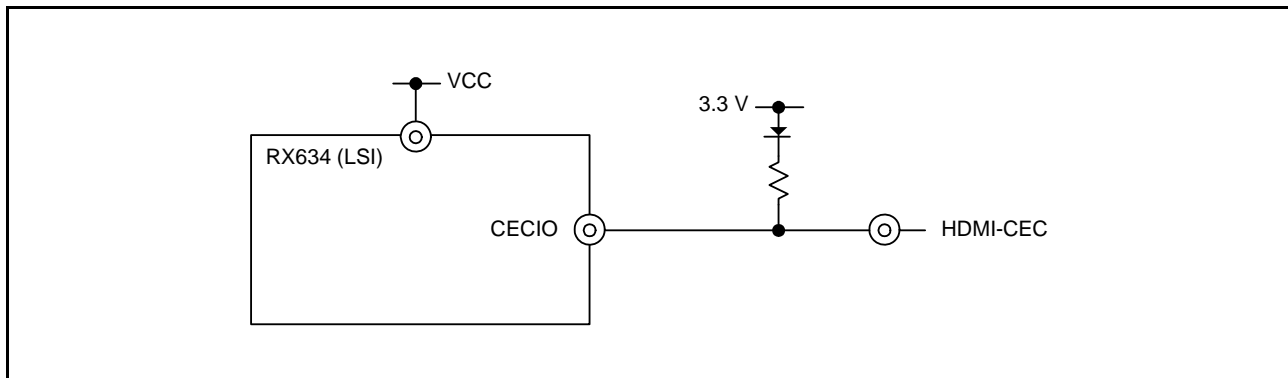 VCC
3.3 V
RX634 (LSI)
CECIO
HDMI-CEC